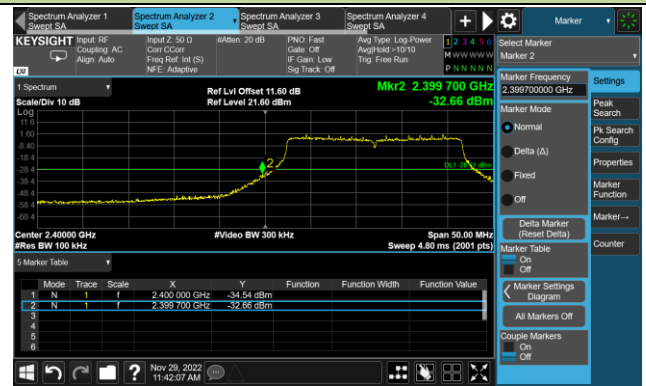 Spectrum Analyzer 1
Swept SA
Spectrum Analyzer 2
Swept SA
Spectrum Analyzer 3
Swept SA
Spectrum Analyzer 4
Swept SA
Marker
KEYSIGHT
Input: RF
Coupling: AC
Align: Auto
Input Z: 50 Ω
Corr CCorr
Freq Ref: Int (S)
NFE: Adaptive
#Atten: 20 dB
PNO: Fast
Gate: Off
IF Gain: Low
Sig Track: Off
Avg Type: Log-Power
Avg|Hold:>10/10
Trig: Free Run
1 2 3 4 5 6
M W W W W W
P N N N N N
LXI
Select Marker
Marker 2
1 Spectrum
Scale/Div 10 dB
Log
Ref Lvl Offset 11.60 dB
Ref Level 21.60 dBm
Mkr2 2.399 700 GHz
-32.66 dBm
11.6
1.60
-8.40
-18.4
-28.4
-38.4
-48.4
-58.4
-68.4
2
Center 2.40000 GHz
#Res BW 100 kHz
#Video BW 300 kHz
Span 50.00 MHz
Sweep 4.80 ms (2001 pts)
5 Marker Table
Mode Trace Scale X Y Function Function Width Function Value
1 N 1 f 2.400 000 GHz -34.54 dBm
2 N 1 f 2.399 700 GHz -32.66 dBm
3
4
5
6
Marker Frequency
2.399700000 GHz
Marker Mode
Normal
Delta (Δ)
Fixed
Off
Delta Marker
(Reset Delta)
Marker Table
On
Off
Marker Settings
Diagram
All Markers Off
Couple Markers
On
Off
Settings
Peak
Search
Pk Search
Config
Properties
Marker
Function
Marker→
Counter
Nov 29, 2022
11:42:07 AM